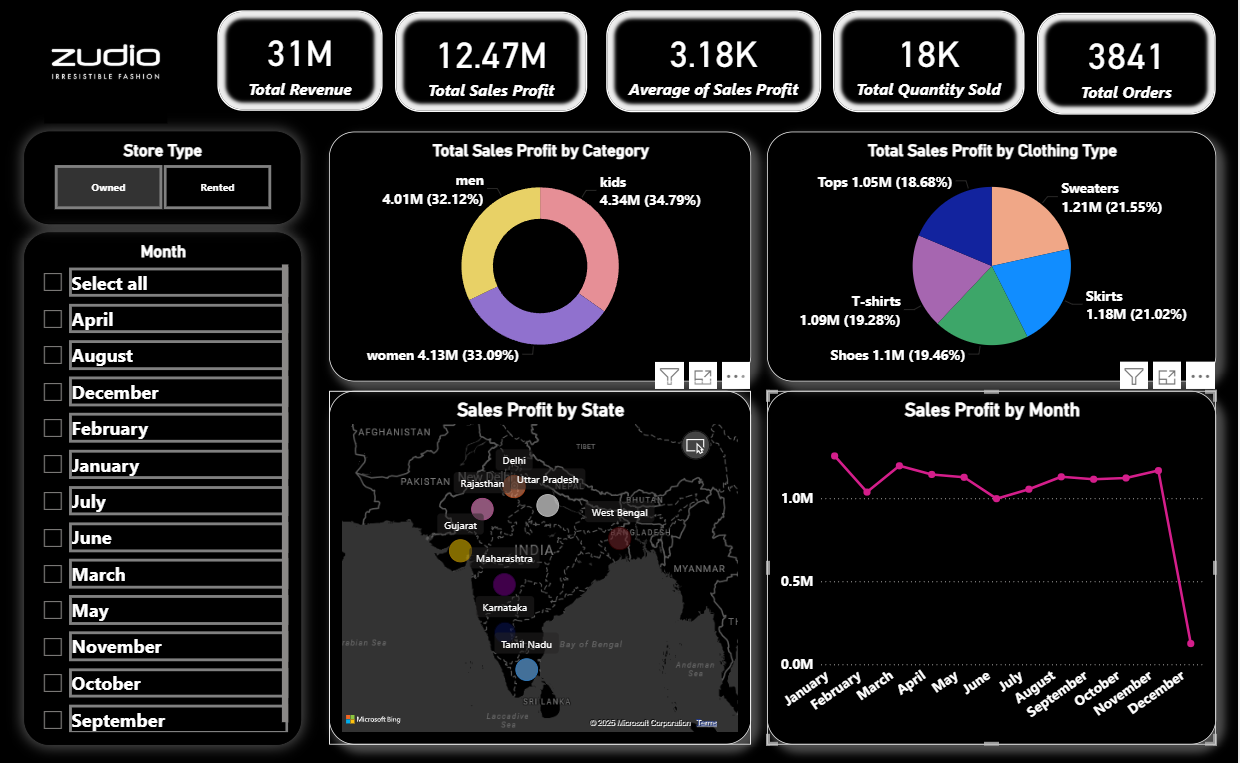 zudio
IRRESISTIBLE FASHION
31M
Total Revenue
12.47M
Total Sales Profit
3.18K
Average of Sales Profit
18K
Total Quantity Sold
3841
Total Orders
Store Type
Owned
Rented
Month
Select all
April
August
December
February
January
July
June
March
May
November
October
September
Total Sales Profit by Category
men
4.01M (32.12%)
kids
4.34M (34.79%)
women 4.13M (33.09%)
Total Sales Profit by Clothing Type
Tops 1.05M (18.68%)
Sweaters
1.21M (21.55%)
T-shirts
1.09M (19.28%)
Skirts
1.18M (21.02%)
Shoes 1.1M (19.46%)
Sales Profit by State
AFGHANISTAN
TIBET
Delhi
PAKISTAN
New Delhi
Rajasthan
Uttar Pradesh
NEPAL
BHUTAN
West Bengal
Gujarat
BANGLADESH
INDIA
Maharashtra
MYANMAR
Karnataka
Tamil Nadu
Bay of Bengal
Sea
Andaman
Sea
SRI LANKA
Laccadive
Sea
Microsoft Bing
© 2025 Microsoft Corporation
Terms
Sales Profit by Month
1.0M
0.5M
0.0M
January
February
March
April
May
June
July
August
September
October
November
December